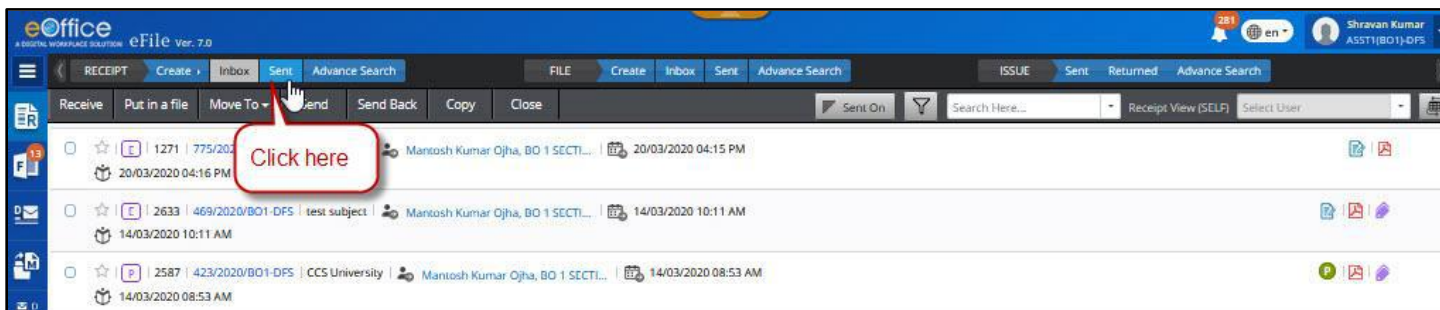 eOffice
A DIGITAL WORKPLACE SOLUTION eFile Ver. 7.0
281 en Shravan Kumar
ASST1(BO1)-DFS
RECEIPT Create Inbox Sent Advance Search FILE Create Inbox Sent Advance Search ISSUE Sent Returned Advance Search
Receive Put in a file Move To Send Send Back Copy Close Sent On Search Here... Receipt View (SELF) Select User
E 1271 775/202 Mantosh Kumar Ojha, BO 1 SECTI... 20/03/2020 04:15 PM
Click here
20/03/2020 04:16 PM
13
E 2633 469/2020/BO1-DFS test subject Mantosh Kumar Ojha, BO 1 SECTI... 14/03/2020 10:11 AM
14/03/2020 10:11 AM
P 2587 423/2020/BO1-DFS CCS University Mantosh Kumar Ojha, BO 1 SECTI... 14/03/2020 08:53 AM P
14/03/2020 08:53 AM